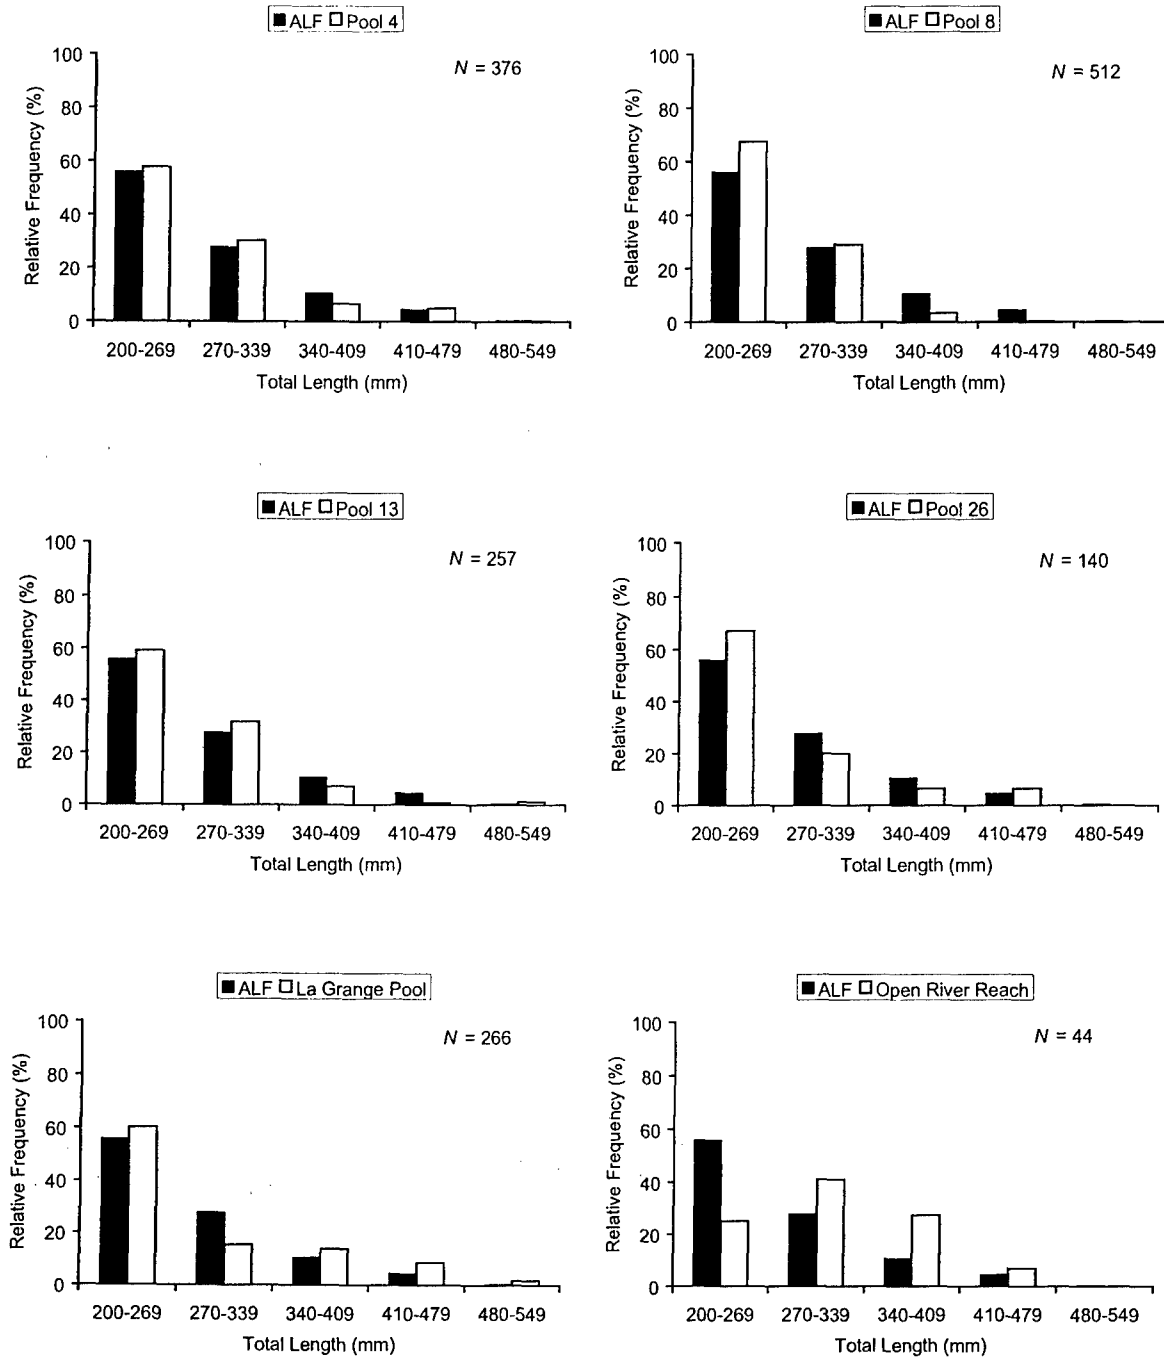 ALF Pool 4
N = 376
Relative Frequency (%)
100
80
60
40
20
0
200-269 270-339 340-409 410-479 480-549
Total Length (mm)
ALF Pool 8
N = 512
Relative Frequency (%)
100
80
60
40
20
0
200-269 270-339 340-409 410-479 480-549
Total Length (mm)
ALF Pool 13
N = 257
Relative Frequency (%)
100
80
60
40
20
0
200-269 270-339 340-409 410-479 480-549
Total Length (mm)
ALF Pool 26
N = 140
Relative Frequency (%)
100
80
60
40
20
0
200-269 270-339 340-409 410-479 480-549
Total Length (mm)
ALF La Grange Pool
N = 266
Relative Frequency (%)
100
80
60
40
20
0
200-269 270-339 340-409 410-479 480-549
Total Length (mm)
ALF Open River Reach
N = 44
Relative Frequency (%)
100
80
60
40
20
0
200-269 270-339 340-409 410-479 480-549
Total Length (mm)